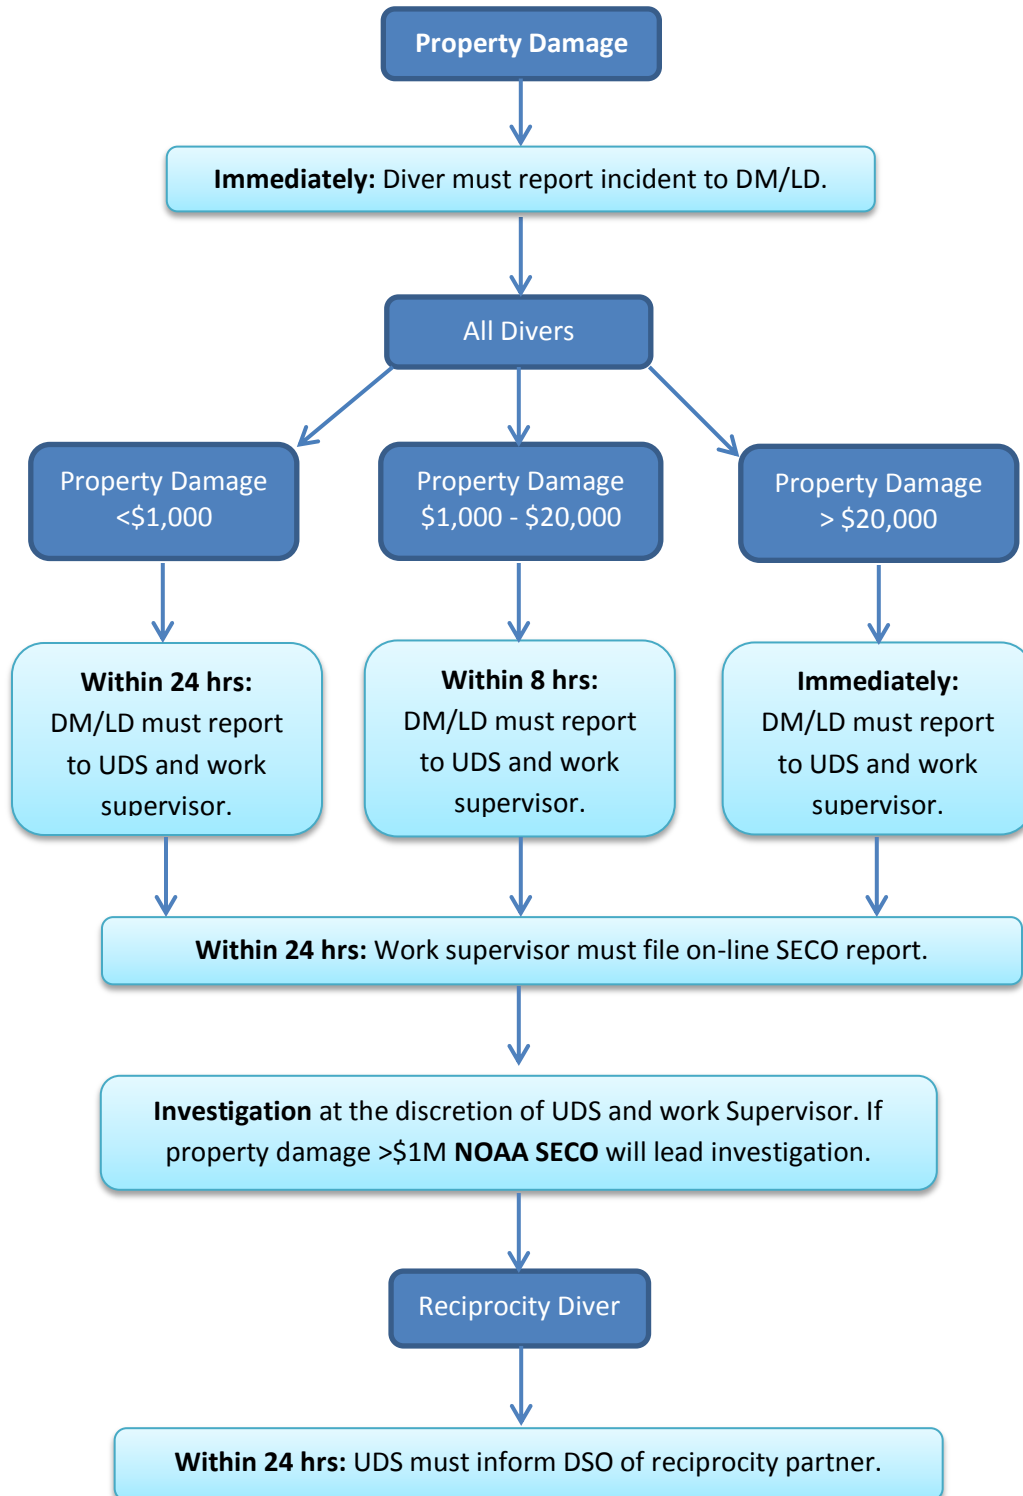 Property Damage
Immediately: Diver must report incident to DM/LD.
All Divers
Property Damage
<$1,000
Property Damage
$1,000 - $20,000
Property Damage
> $20,000
Within 24 hrs:
DM/LD must report
to UDS and work
supervisor.
Within 8 hrs:
DM/LD must report
to UDS and work
supervisor.
Immediately:
DM/LD must report
to UDS and work
supervisor.
Within 24 hrs: Work supervisor must file on-line SECO report.
Investigation at the discretion of UDS and work Supervisor. If
property damage >$1M NOAA SECO will lead investigation.
Reciprocity Diver
Within 24 hrs: UDS must inform DSO of reciprocity partner.